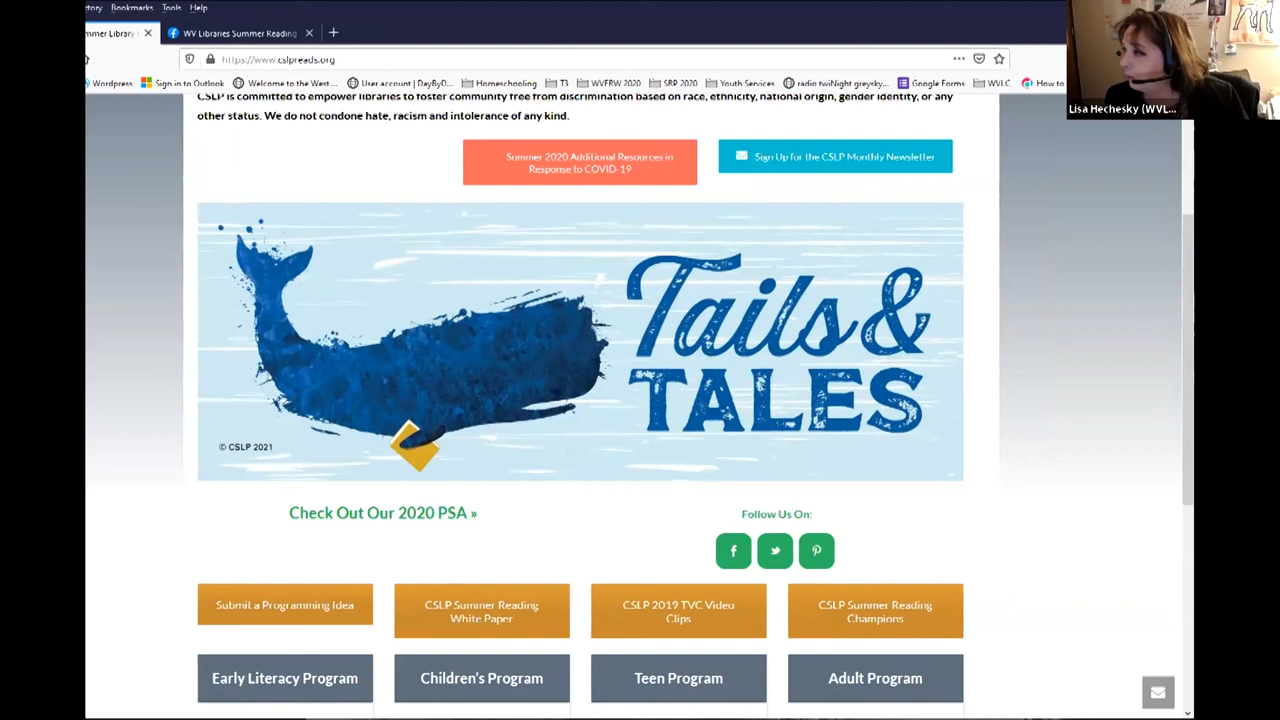 tory Bookmarks Tools Help
mmer Library
WV Libraries Summer Reading
https://www.cslpreads.org
Wordpress Sign in to Outlook Welcome to the West ... User account | DayByD... Homeschooling T3 WVFRW 2020 SRP 2020 Youth Services radio twiNight greysky... Google Forms WVLC How to
Lisa Hechesky (WVL...
CSLP is committed to empower libraries to foster community free from discrimination based on race, ethnicity, national origin, gender identity, or any
other status. We do not condone hate, racism and intolerance of any kind.
Summer 2020 Additional Resources in
Response to COVID-19
Sign Up for the CSLP Monthly Newsletter
Tails &
TALES
© CSLP 2021
Check Out Our 2020 PSA »
Follow Us On:
Submit a Programming Idea
CSLP Summer Reading
White Paper
CSLP 2019 TVC Video
Clips
CSLP Summer Reading
Champions
Early Literacy Program
Children's Program
Teen Program
Adult Program